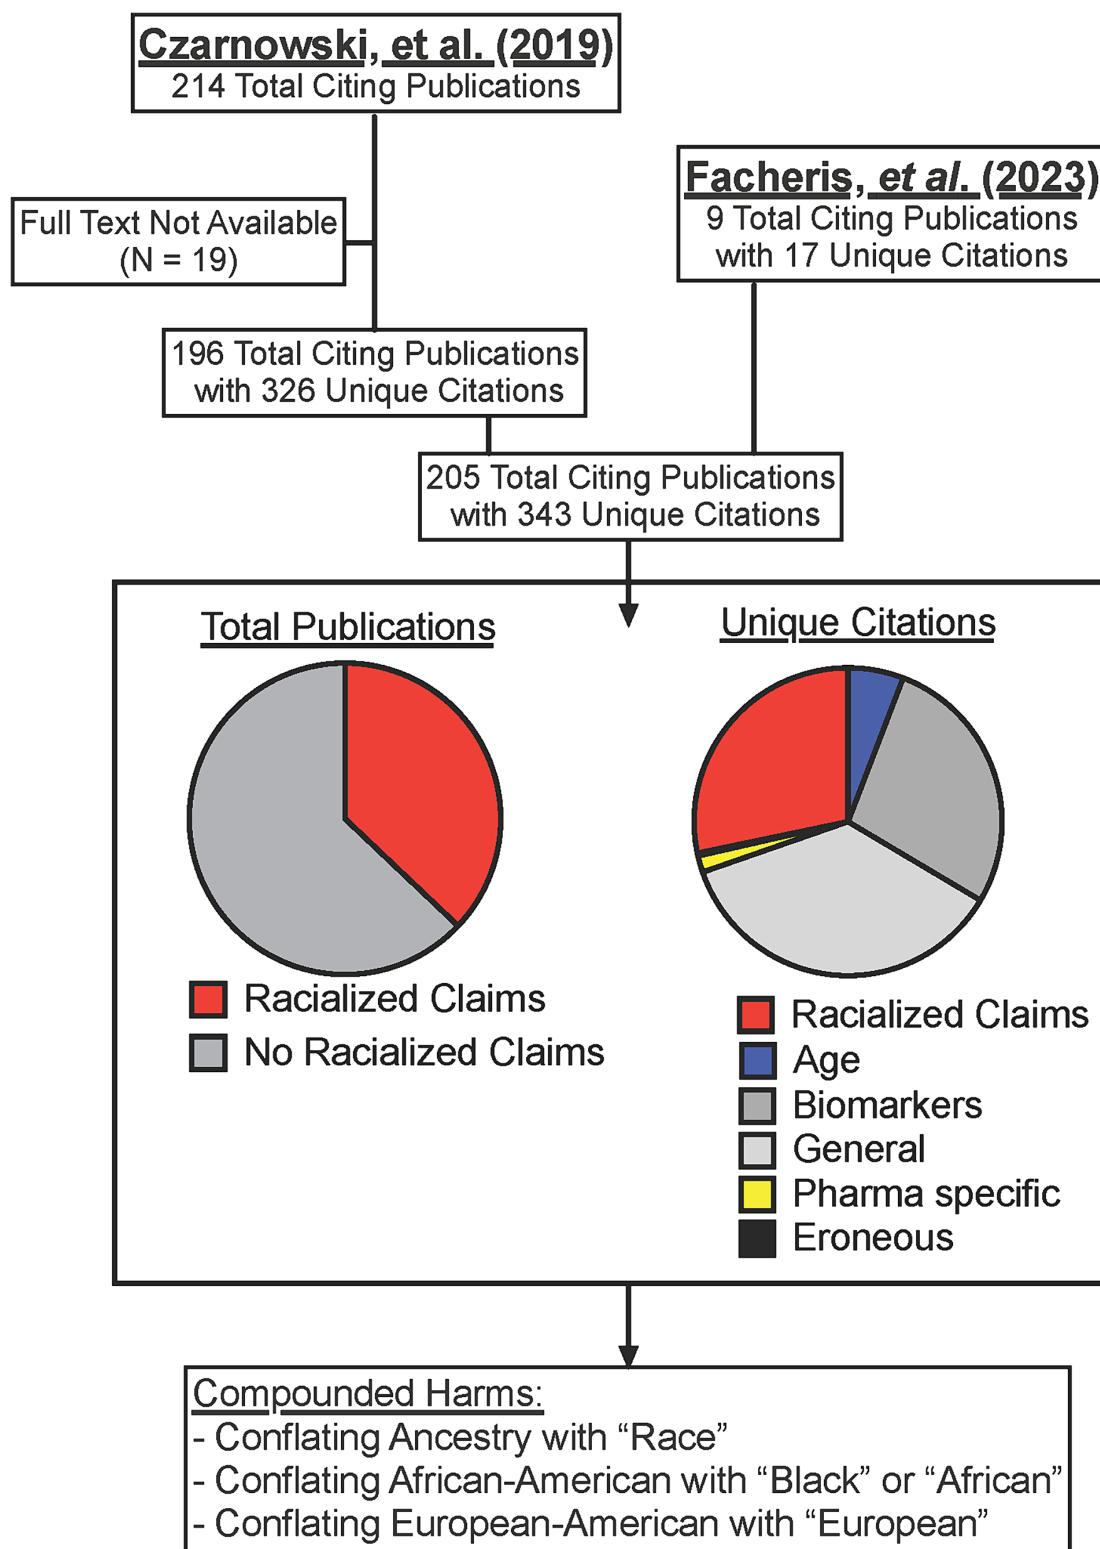 Czarnowski, et al. (2019)
214 Total Citing Publications
Facheris, et al. (2023)
9 Total Citing Publications
with 17 Unique Citations
Full Text Not Available
(N = 19)
196 Total Citing Publications
with 326 Unique Citations
205 Total Citing Publications
with 343 Unique Citations
Total Publications
Racialized Claims
No Racialized Claims
Unique Citations
Racialized Claims
Age
Biomarkers
General
Pharma specific
Eroneous
Compounded Harms:
- Conflating Ancestry with “Race”
- Conflating African-American with “Black” or “African”
- Conflating European-American with “European”